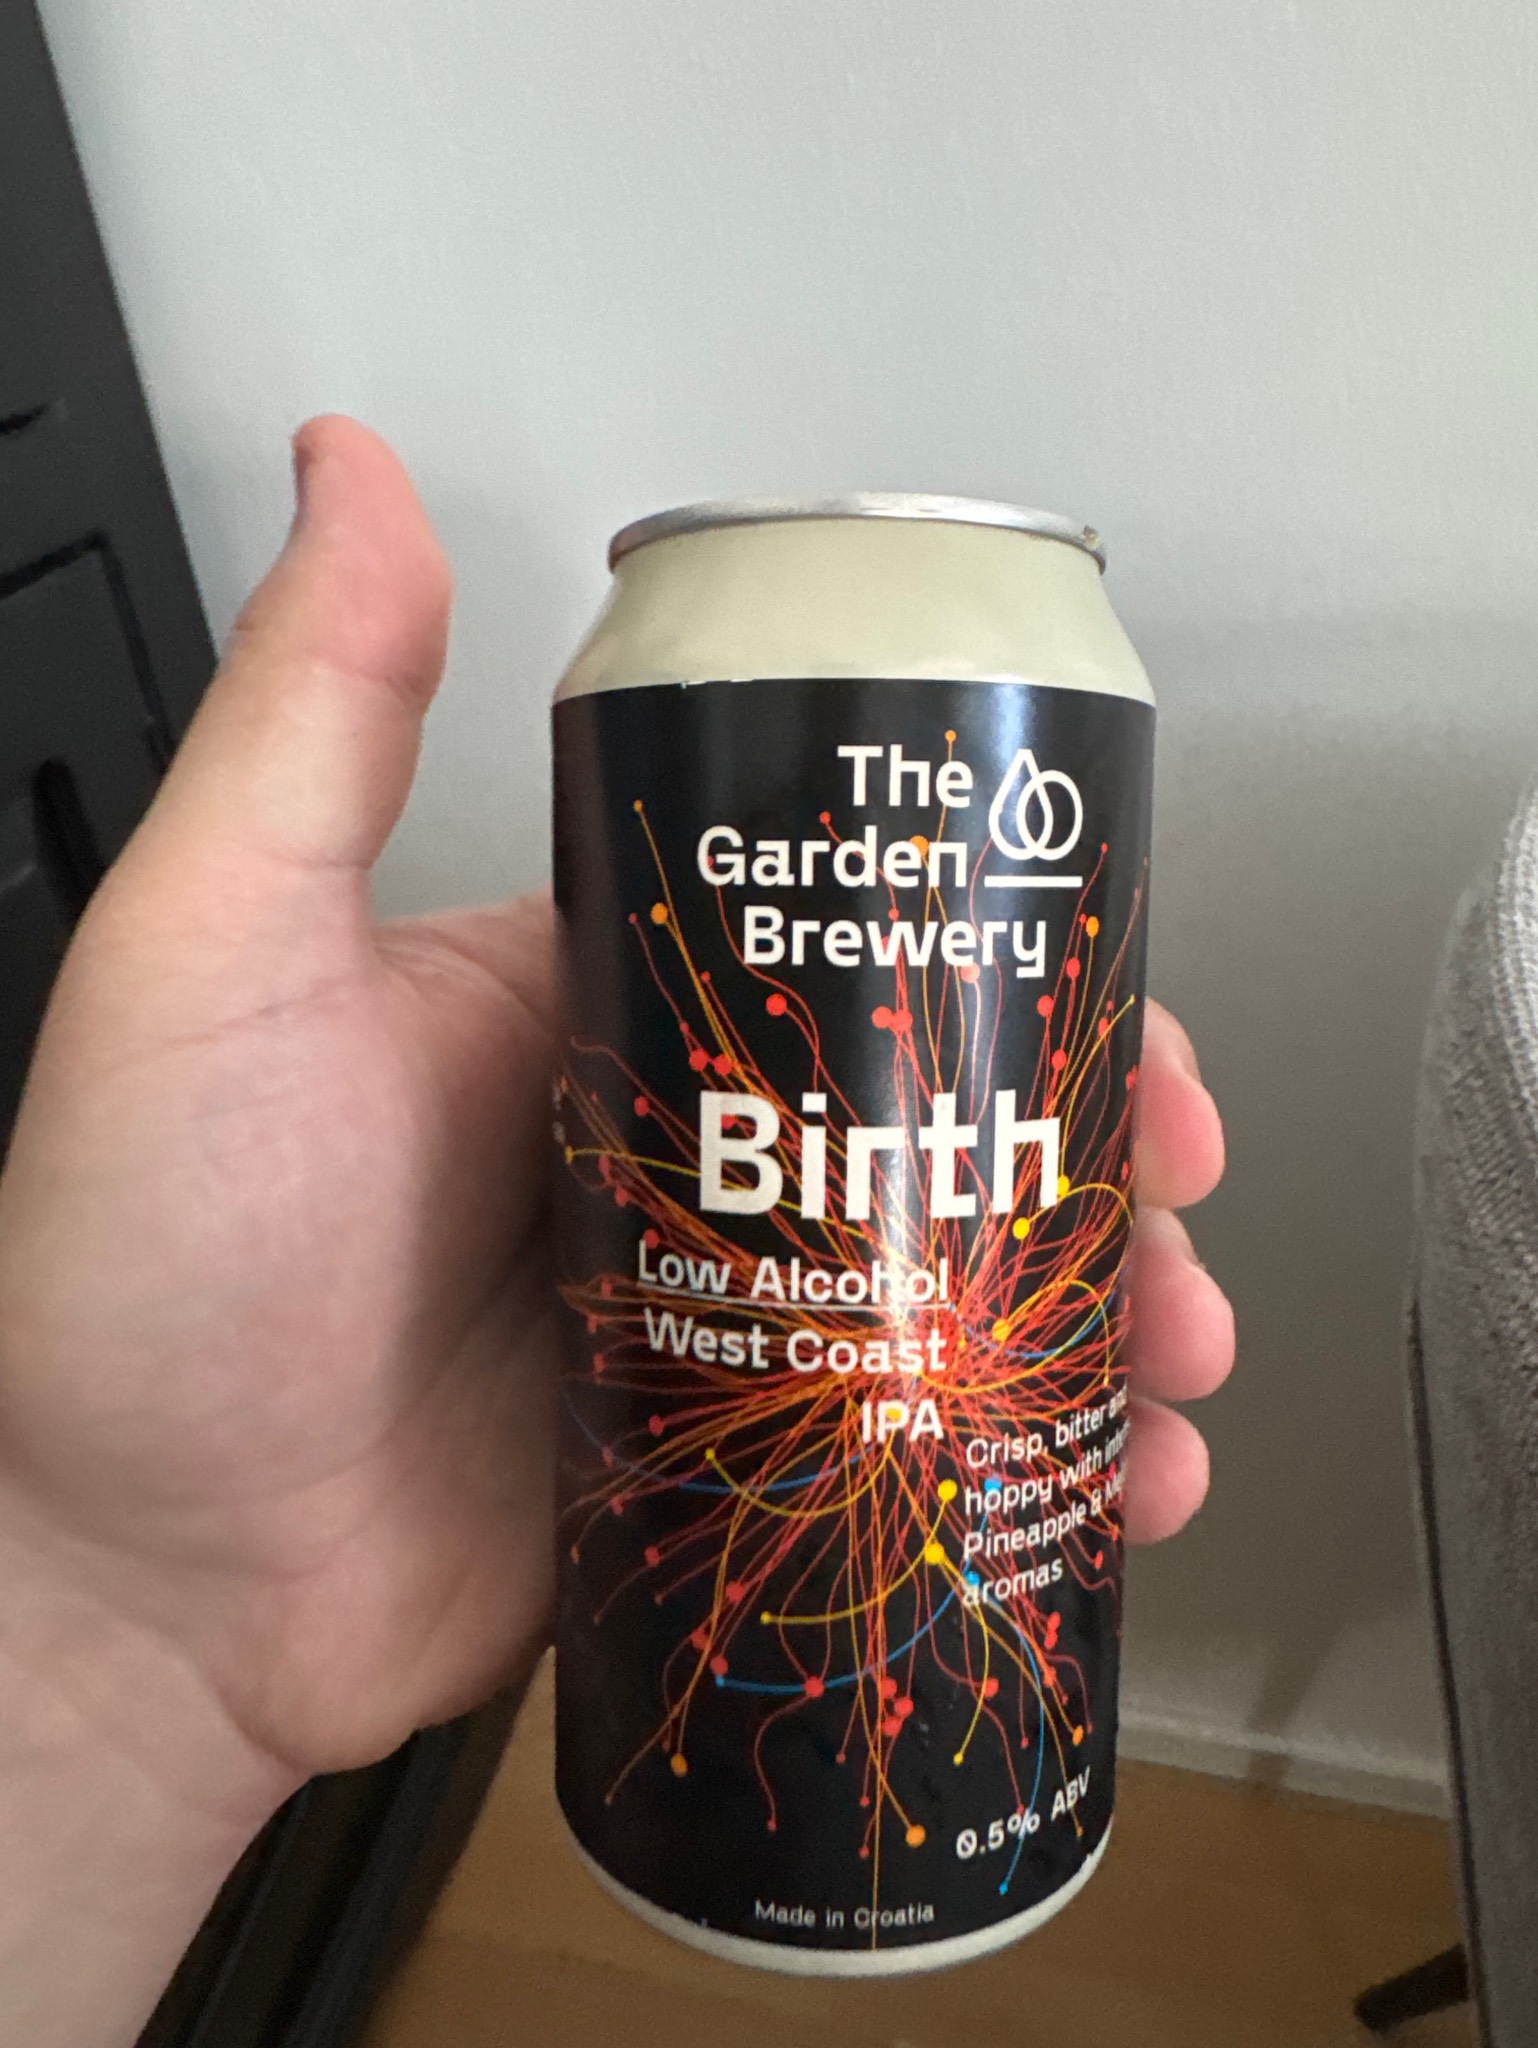 The
Garden
Brewery
Birth
Low Alcohol
West Coast
IPA
Crisp, bitter
hoppy with
Pineapple &
aromas
0.5% ABV
Made in Croatia